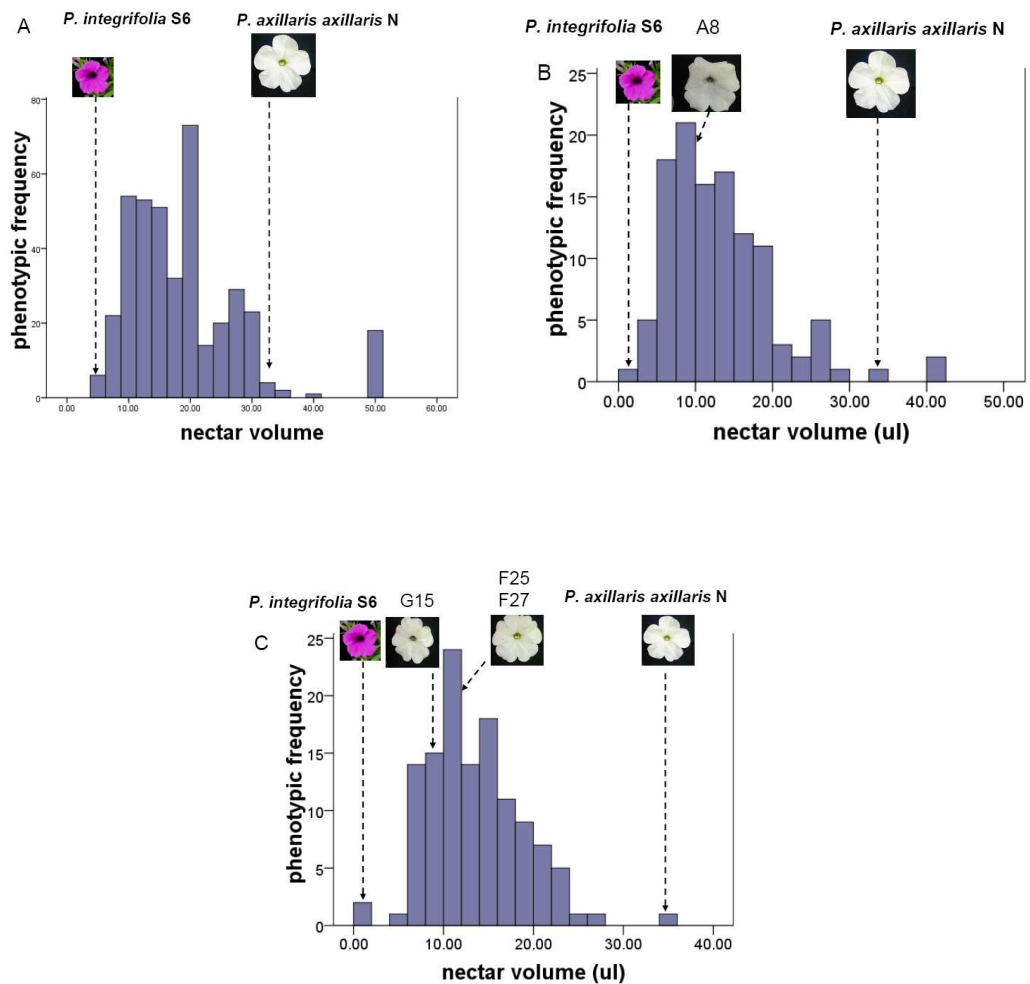 A
P. integrifolia S6
P. axillaris axillaris N
80
60
40
20
0
phenotypic frequency
0.00 10.00 20.00 30.00 40.00 50.00 60.00
nectar volume
B
P. integrifolia S6
A8
P. axillaris axillaris N
25
20
15
10
5
0
phenotypic frequency
0.00 10.00 20.00 30.00 40.00 50.00
nectar volume (ul)
C
P. integrifolia S6
G15
F25
F27
P. axillaris axillaris N
25
20
15
10
5
0
phenotypic frequency
0.00 10.00 20.00 30.00 40.00
nectar volume (ul)